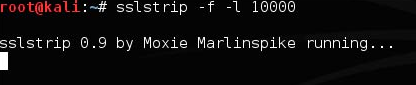 root@kali:~# sslstrip -f -l 10000
sslstrip 0.9 by Moxie Marlinspike running...